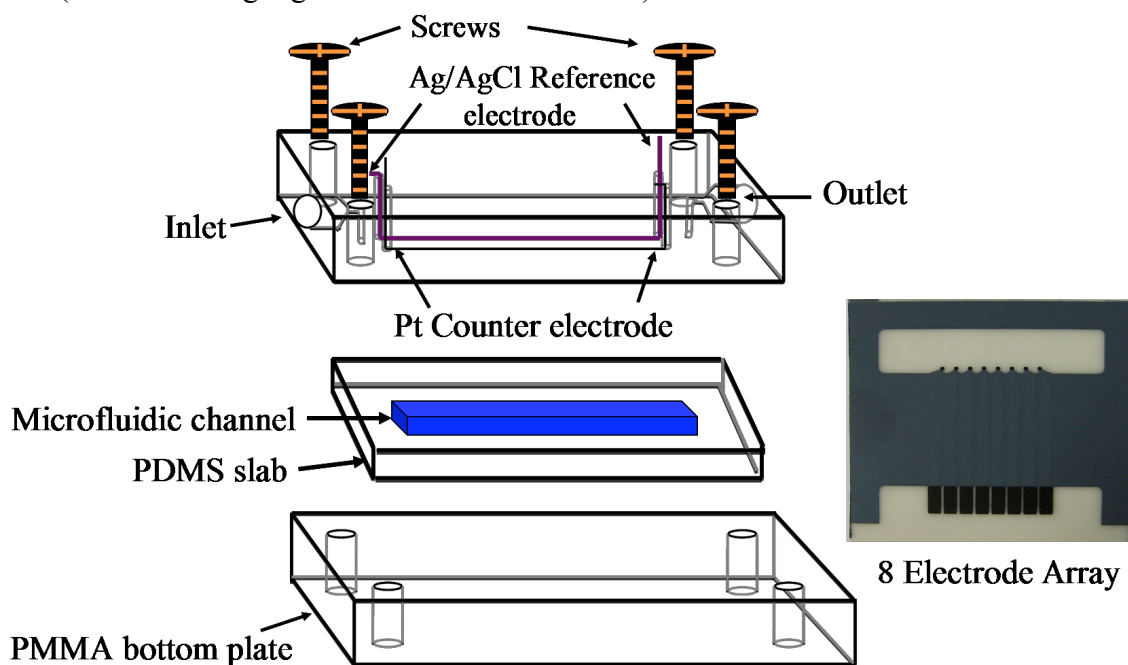 Screws
Ag/AgCl Reference
electrode
Outlet
Inlet
Pt Counter electrode
Microfluidic channel
PDMS slab
8 Electrode Array
PMMA bottom plate